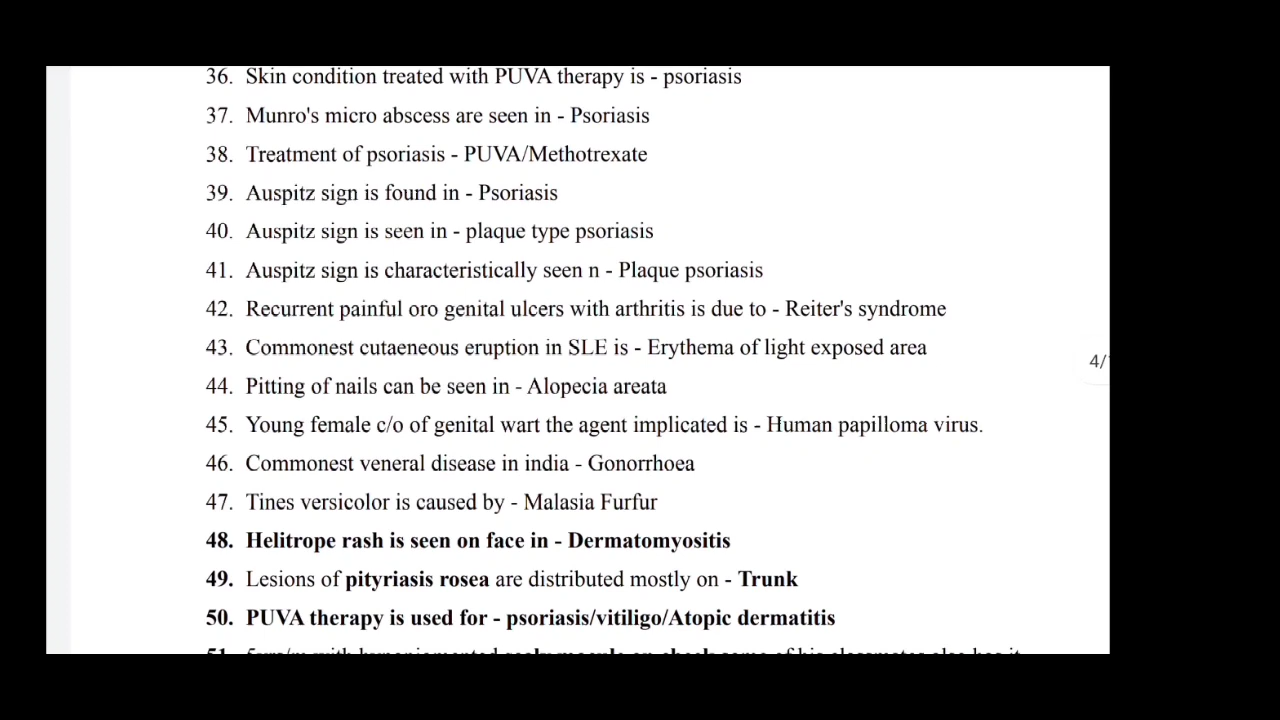 36. Skin condition treated with PUVA therapy is - psoriasis
37. Munro's micro abscess are seen in - Psoriasis
38. Treatment of psoriasis - PUVA/Methotrexate
39. Auspitz sign is found in - Psoriasis
40. Auspitz sign is seen in - plaque type psoriasis
41. Auspitz sign is characteristically seen n - Plaque psoriasis
42. Recurrent painful oro genital ulcers with arthritis is due to - Reiter's syndrome
43. Commonest cutaeneous eruption in SLE is - Erythema of light exposed area
4/
44. Pitting of nails can be seen in - Alopecia areata
45. Young female c/o of genital wart the agent implicated is - Human papilloma virus.
46. Commonest veneral disease in india - Gonorrhoea
47. Tines versicolor is caused by - Malasia Furfur
48. Helitrope rash is seen on face in - Dermatomyositis
49. Lesions of pityriasis rosea are distributed mostly on - Trunk
50. PUVA therapy is used for - psoriasis/vitiligo/Atopic dermatitis